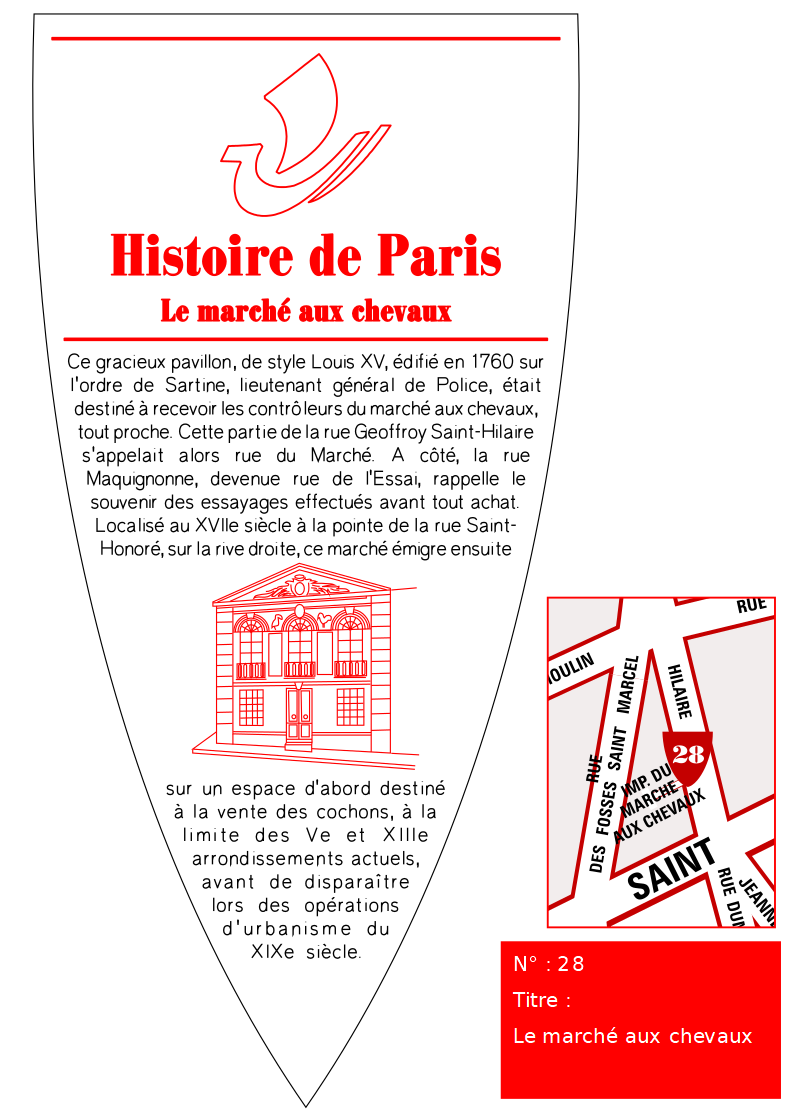 Histoire de Paris
Le marché aux chevaux
Ce gracieux pavillon, de style Louis XV, édifié en 1760 sur
l'ordre de Sartine, lieutenant général de Police, était
destiné à recevoir les contrôleurs du marché aux chevaux,
tout proche. Cette partie de la rue Geoffroy Saint-Hilaire
s'appelait alors rue du Marché. A côté, la rue
Maquignonne, devenue rue de l'Essai, rappelle le
souvenir des essayages effectués avant tout achat.
Localisé au XVIIe siècle à la pointe de la rue Saint-
Honoré, sur la rive droite, ce marché émigre ensuite
sur un espace d'abord destiné
à la vente des cochons, à la
limite des Ve et XIIIe
arrondissements actuels,
avant de disparaître
lors des opérations
d'urbanisme du
XIXe siècle.
RUE
OULIN
HILAIRE
RUE
DES FOSSES SAINT MARCEL
28
IMP. DU
MARCHE
AUX CHEVAUX
SAINT
RUE DUM
JEANN
N° : 28
Titre :
Le marché aux chevaux